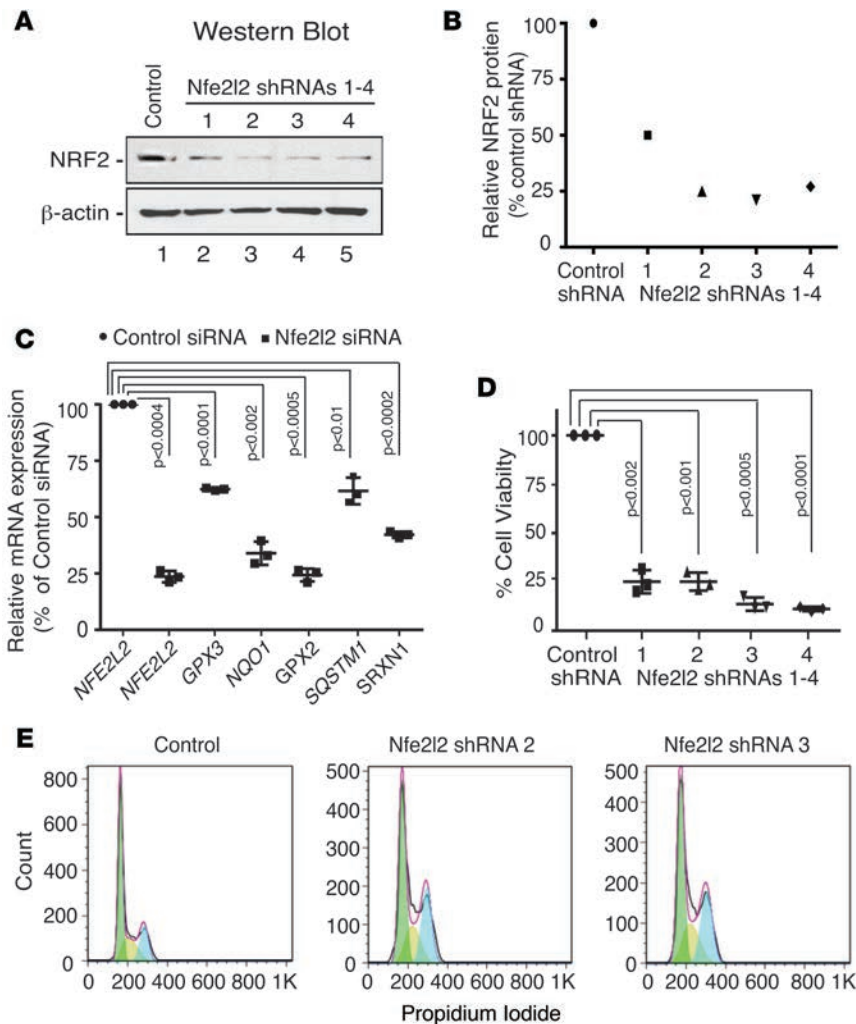 A
Western Blot
Control
Nfe2l2 shRNAs 1-4
1 2 3 4
NRF2 -
β-actin -
1 2 3 4 5
B
Relative NRF2 protien
(% control shRNA)
100
75
50
25
0
Control
shRNA
1 2 3 4
Nfe2l2 shRNAs 1-4
C
● Control siRNA ■ Nfe2l2 siRNA
Relative mRNA expression
(% of Control siRNA)
100
75
50
25
0
p<0.0004
p<0.0001
p<0.002
p<0.0005
p<0.01
p<0.0002
NFE2L2
NFE2L2
GPX3
NQO1
GPX2
SQSTM1
SRXN1
D
% Cell Viabilty
100
75
50
25
0
p<0.002
p<0.001
p<0.0005
p<0.0001
Control
shRNA
1 2 3 4
Nfe2l2 shRNAs 1-4
E
Control
Count
800
600
400
200
0
0 200 400 600 800 1K
Nfe2l2 shRNA 2
500
400
300
200
100
0
0 200 400 600 800 1K
Nfe2l2 shRNA 3
500
400
300
200
100
0
0 200 400 600 800 1K
Propidium Iodide